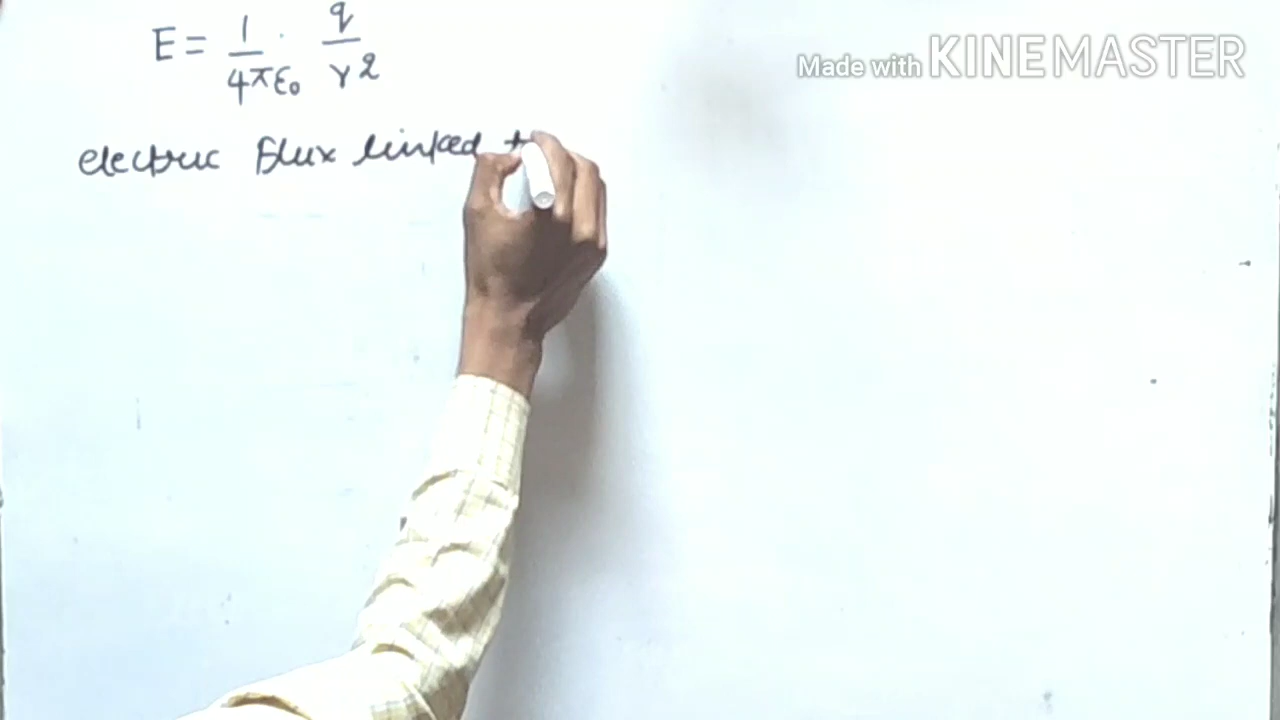 E = 1/4πε₀ · q/r²
Made with KINEMASTER
electric flux linked